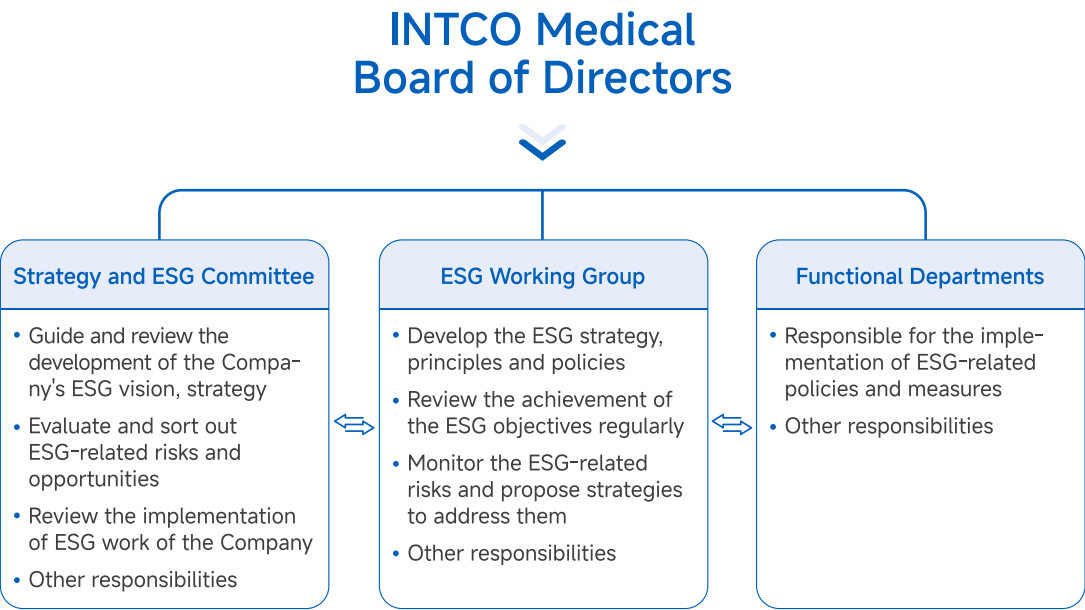 INTCO Medical
Board of Directors
Strategy and ESG Committee
• Guide and review the
development of the Compa-
ny's ESG vision, strategy
• Evaluate and sort out
ESG-related risks and
opportunities
• Review the implementation
of ESG work of the Company
• Other responsibilities
ESG Working Group
• Develop the ESG strategy,
principles and policies
• Review the achievement of
the ESG objectives regularly
• Monitor the ESG-related
risks and propose strategies
to address them
• Other responsibilities
Functional Departments
• Responsible for the imple-
mentation of ESG-related
policies and measures
• Other responsibilities